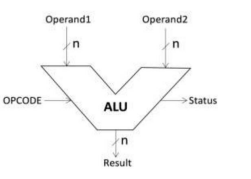 Operand1 Operand2
n n
OPCODE ALU Status
n
Result